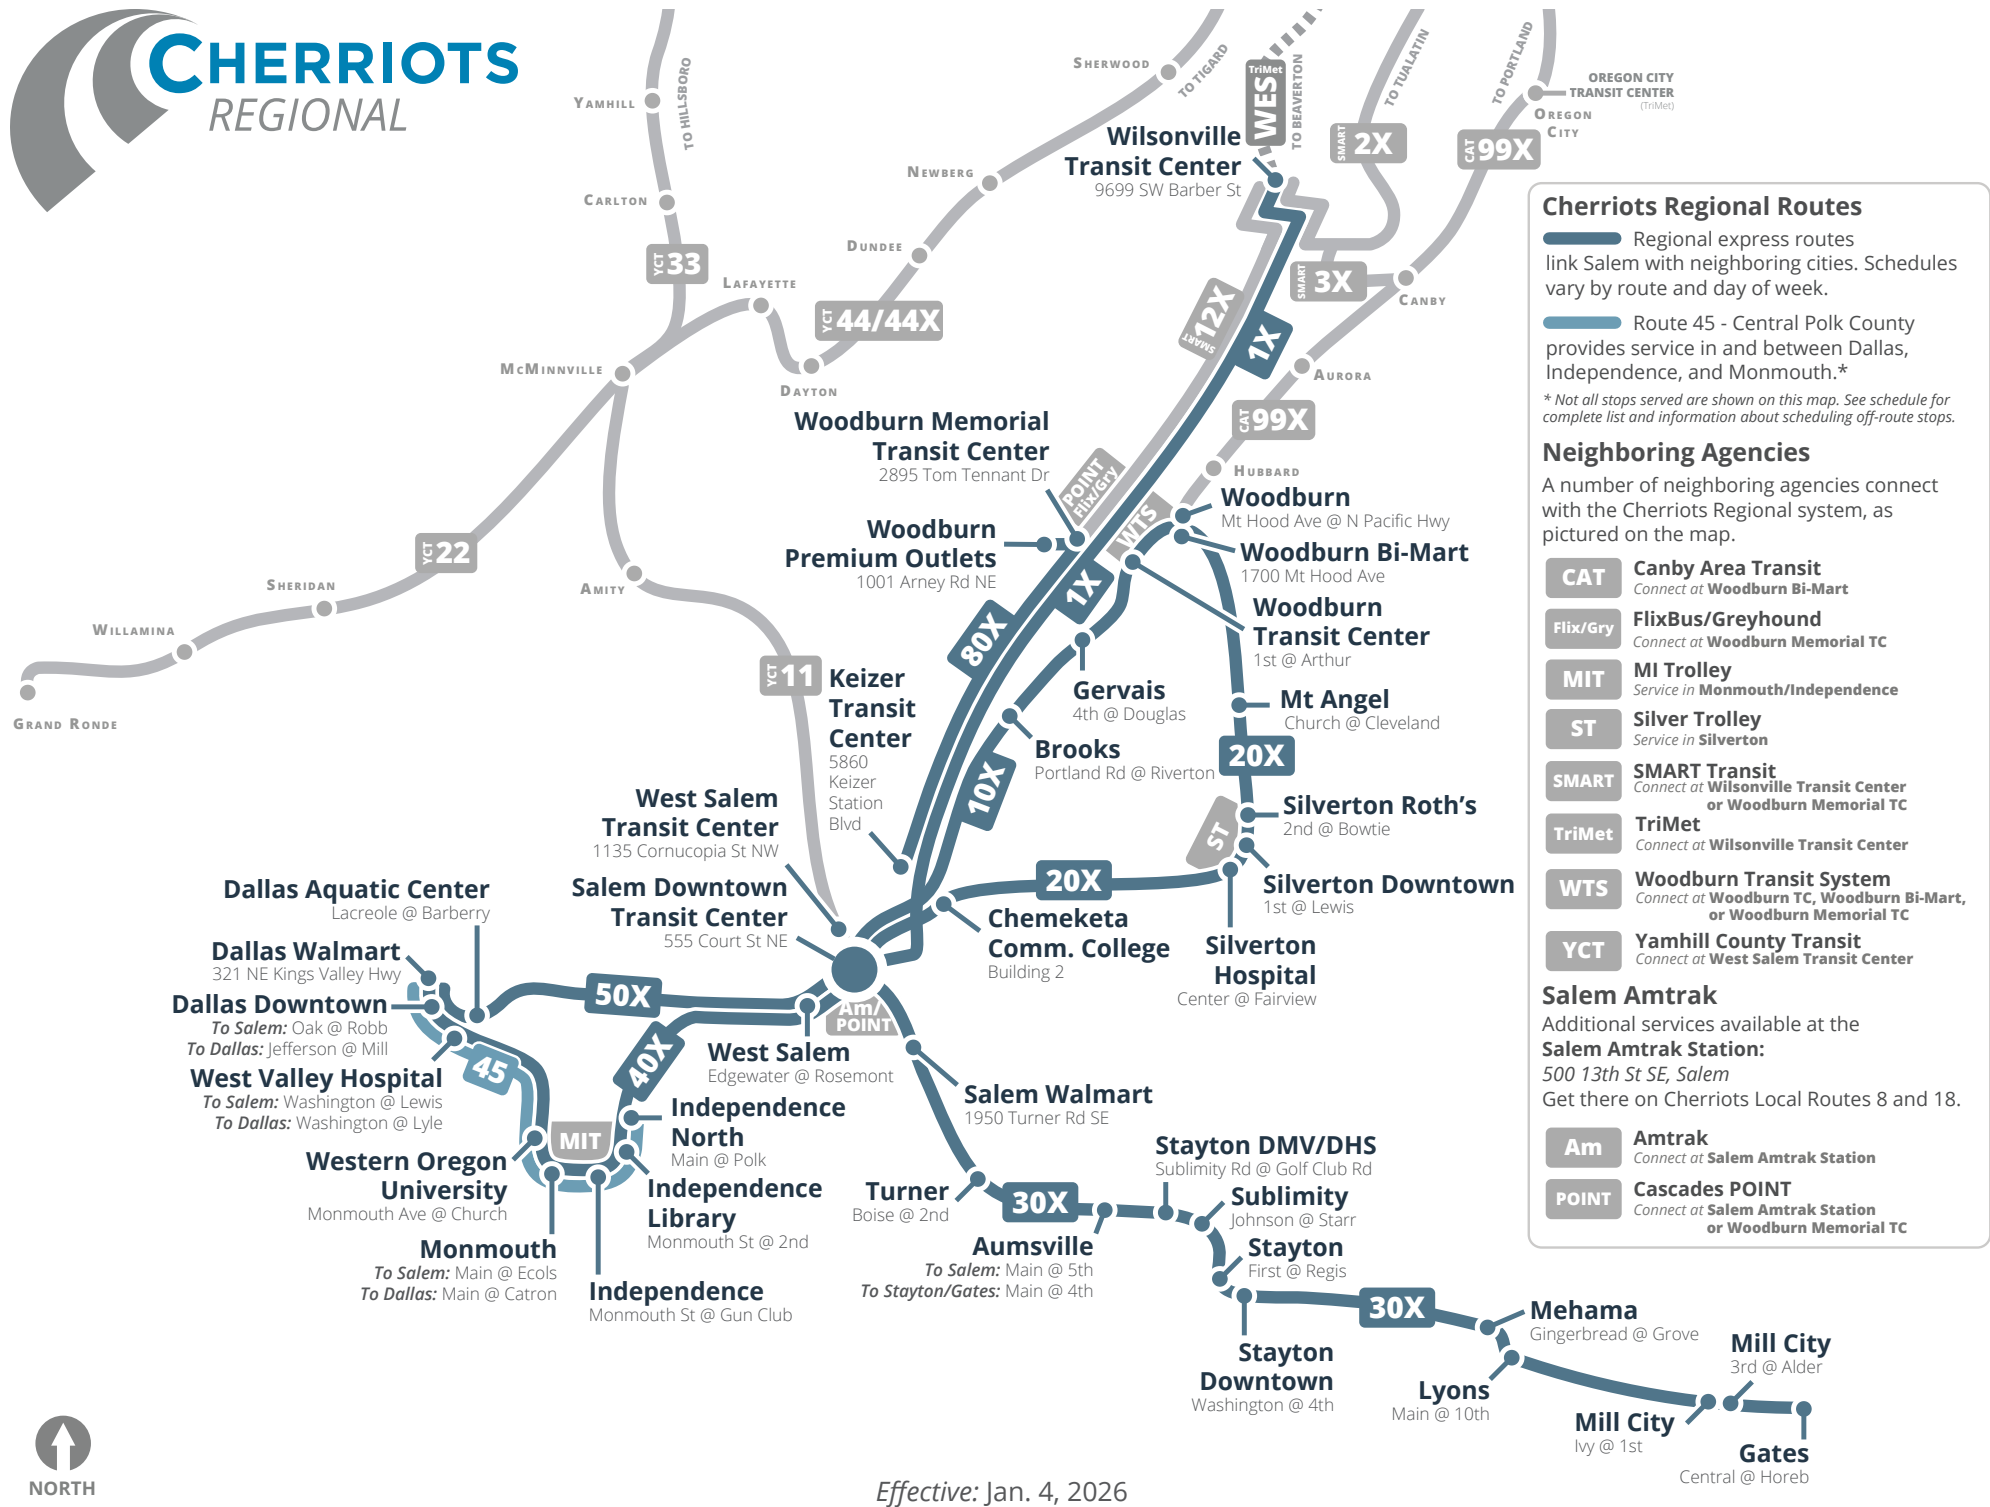 CHERRIOTS
REGIONAL
YAMHILL
TO HILLSBORO
CARLTON
YCT 33
SHERWOOD
TO TIGARD
NEWBERG
DUNDEE
LAFAYETTE
YCT 44/44X
DAYTON
MCMINNVILLE
YCT 22
SHERIDAN
WILLAMINA
GRAND RONDE
AMITY
YCT 11
TriMet
WES
TO BEAVERTON
TO TUALATIN
SMART 2X
TO PORTLAND
CAT 99X
OREGON CITY
TRANSIT CENTER
(TriMet)
OREGON
CITY
Wilsonville
Transit Center
9699 SW Barber St
SMART 3X
CANBY
SMART 12X
1X
AURORA
CAT 99X
HUBBARD
Woodburn Memorial
Transit Center
2895 Tom Tennant Dr
POINT
Flix/Gry
WTS
Woodburn
Mt Hood Ave @ N Pacific Hwy
Woodburn
Premium Outlets
1001 Arney Rd NE
Woodburn Bi-Mart
1700 Mt Hood Ave
1X
80X
Woodburn
Transit Center
1st @ Arthur
Gervais
4th @ Douglas
Mt Angel
Church @ Cleveland
Brooks
Portland Rd @ Riverton
20X
10X
Keizer
Transit
Center
5860
Keizer
Station
Blvd
Silverton Roth's
2nd @ Bowtie
ST
West Salem
Transit Center
1135 Cornucopia St NW
20X
Silverton Downtown
1st @ Lewis
Salem Downtown
Transit Center
555 Court St NE
Chemeketa
Comm. College
Building 2
Silverton
Hospital
Center @ Fairview
Dallas Aquatic Center
Lacreole @ Barberry
Dallas Walmart
321 NE Kings Valley Hwy
Dallas Downtown
To Salem: Oak @ Robb
To Dallas: Jefferson @ Mill
50X
Am/
POINT
West Valley Hospital
To Salem: Washington @ Lewis
To Dallas: Washington @ Lyle
45
40X
West Salem
Edgewater @ Rosemont
Salem Walmart
1950 Turner Rd SE
Independence
North
Main @ Polk
MIT
Western Oregon
University
Monmouth Ave @ Church
Independence
Library
Monmouth St @ 2nd
Monmouth
To Salem: Main @ Ecols
To Dallas: Main @ Catron
Independence
Monmouth St @ Gun Club
Turner
Boise @ 2nd
30X
Stayton DMV/DHS
Sublimity Rd @ Golf Club Rd
Sublimity
Johnson @ Starr
Aumsville
To Salem: Main @ 5th
To Stayton/Gates: Main @ 4th
Stayton
First @ Regis
30X
Stayton
Downtown
Washington @ 4th
Mehama
Gingerbread @ Grove
Lyons
Main @ 10th
Mill City
3rd @ Alder
Mill City
Ivy @ 1st
Gates
Central @ Horeb
Cherriots Regional Routes
Regional express routes
link Salem with neighboring cities. Schedules
vary by route and day of week.
Route 45 - Central Polk County
provides service in and between Dallas,
Independence, and Monmouth.*
* Not all stops served are shown on this map. See schedule for
complete list and information about scheduling off-route stops.
Neighboring Agencies
A number of neighboring agencies connect
with the Cherriots Regional system, as
pictured on the map.
CAT Canby Area Transit
Connect at Woodburn Bi-Mart
Flix/Gry FlixBus/Greyhound
Connect at Woodburn Memorial TC
MIT MI Trolley
Service in Monmouth/Independence
ST Silver Trolley
Service in Silverton
SMART SMART Transit
Connect at Wilsonville Transit Center
or Woodburn Memorial TC
TriMet TriMet
Connect at Wilsonville Transit Center
WTS Woodburn Transit System
Connect at Woodburn TC, Woodburn Bi-Mart,
or Woodburn Memorial TC
YCT Yamhill County Transit
Connect at West Salem Transit Center
Salem Amtrak
Additional services available at the
Salem Amtrak Station:
500 13th St SE, Salem
Get there on Cherriots Local Routes 8 and 18.
Am Amtrak
Connect at Salem Amtrak Station
POINT Cascades POINT
Connect at Salem Amtrak Station
or Woodburn Memorial TC
NORTH
Effective: Jan. 4, 2026